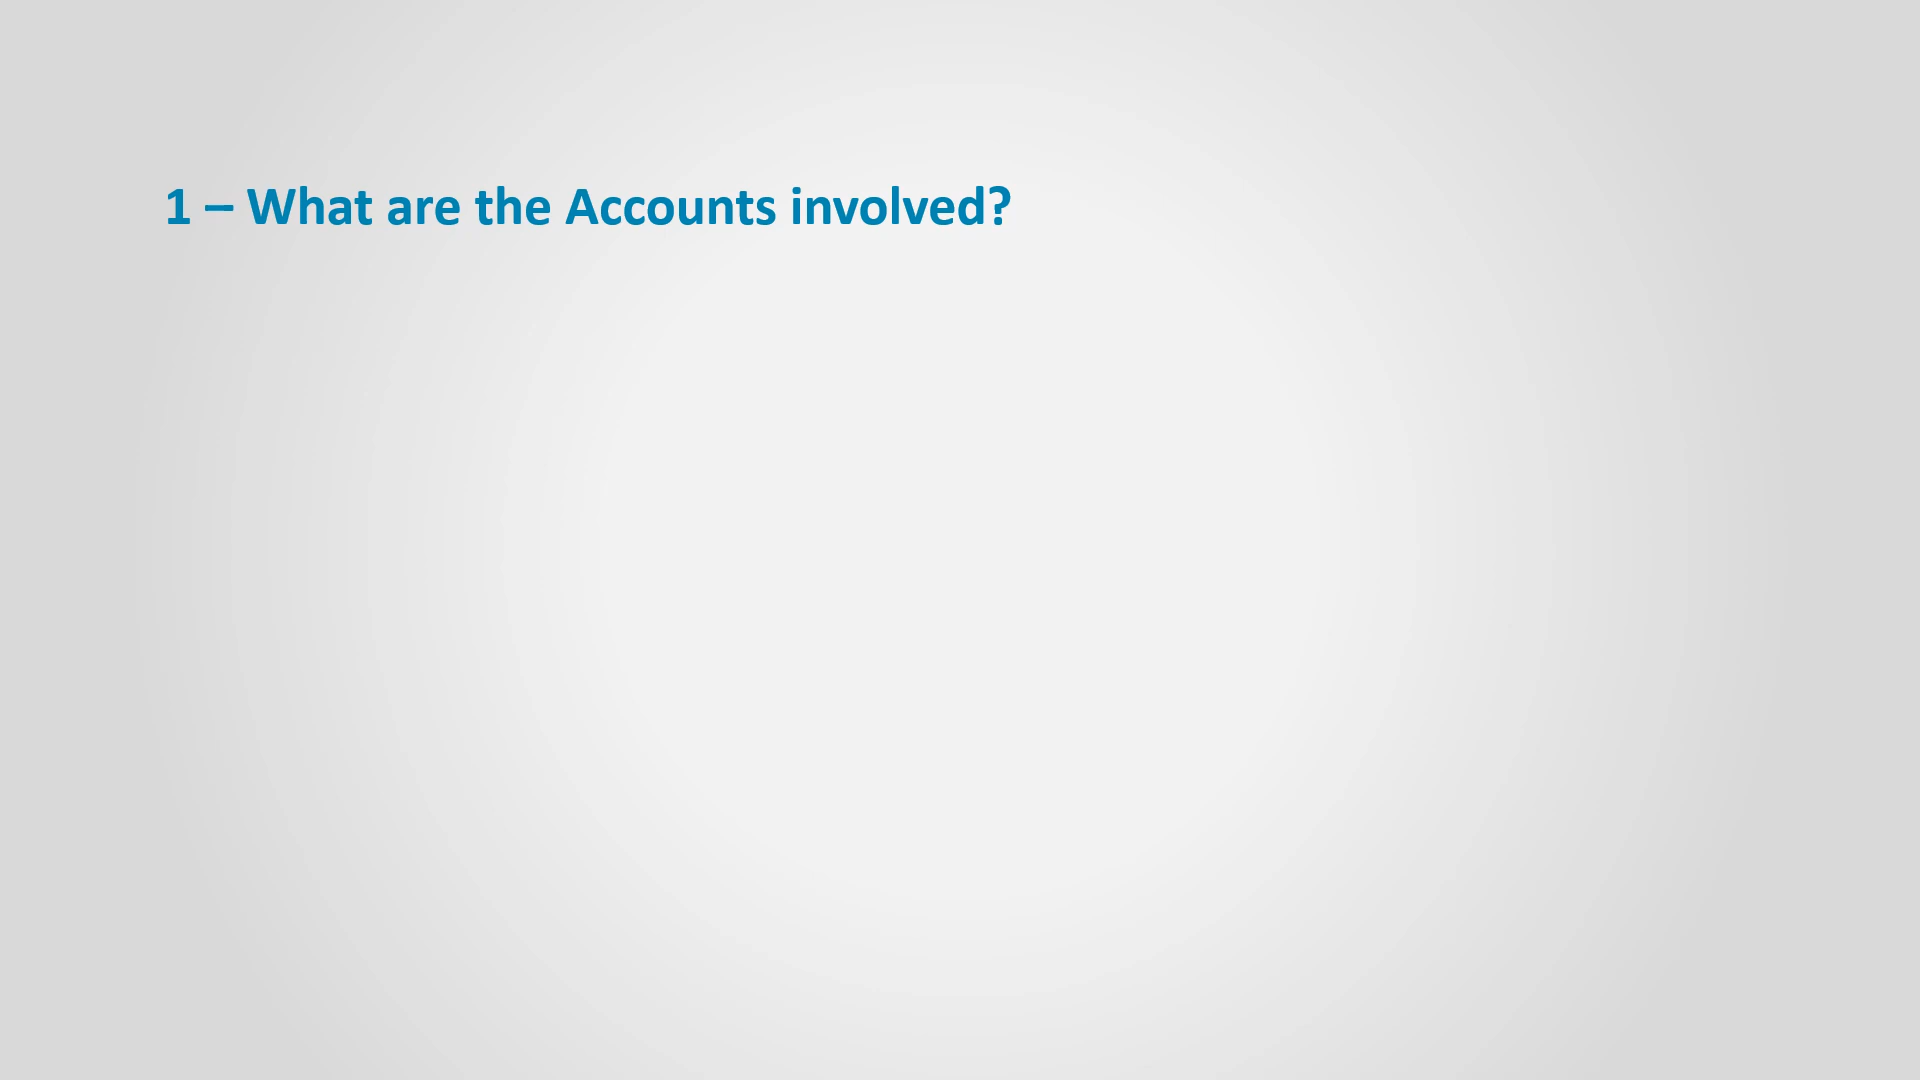 1 – What are the Accounts involved?